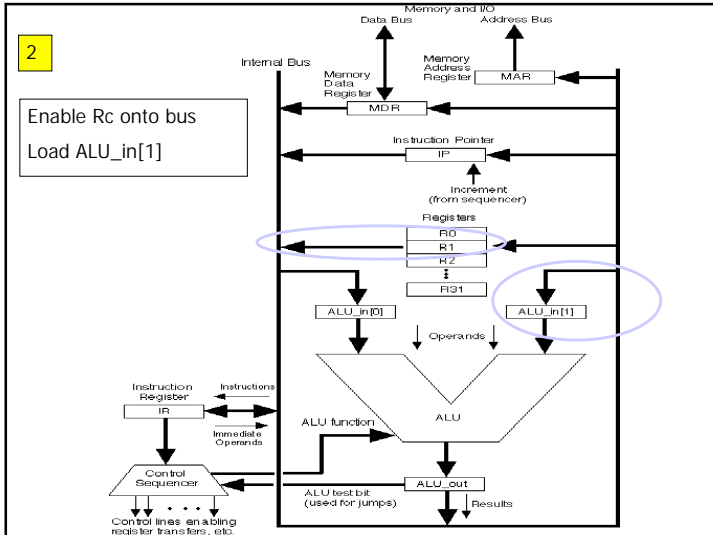 Memory and I/O
Data Bus
Address Bus
2
Internal Bus
Memory
Data
Register
Memory
Address
Register
MAR
MDR
Enable Rc onto bus
Load ALU_in[1]
Instruction Pointer
IP
Increment
(from sequencer)
Registers
R0
R1
R2
R31
ALU_in[0]
ALU_in[1]
Operands
Instruction
Register
Instructions
IR
Immediate
Operands
ALU function
ALU
Control
Sequencer
ALU test bit
(used for jumps)
ALU_out
Results
Control lines enabling
register transfers, etc.